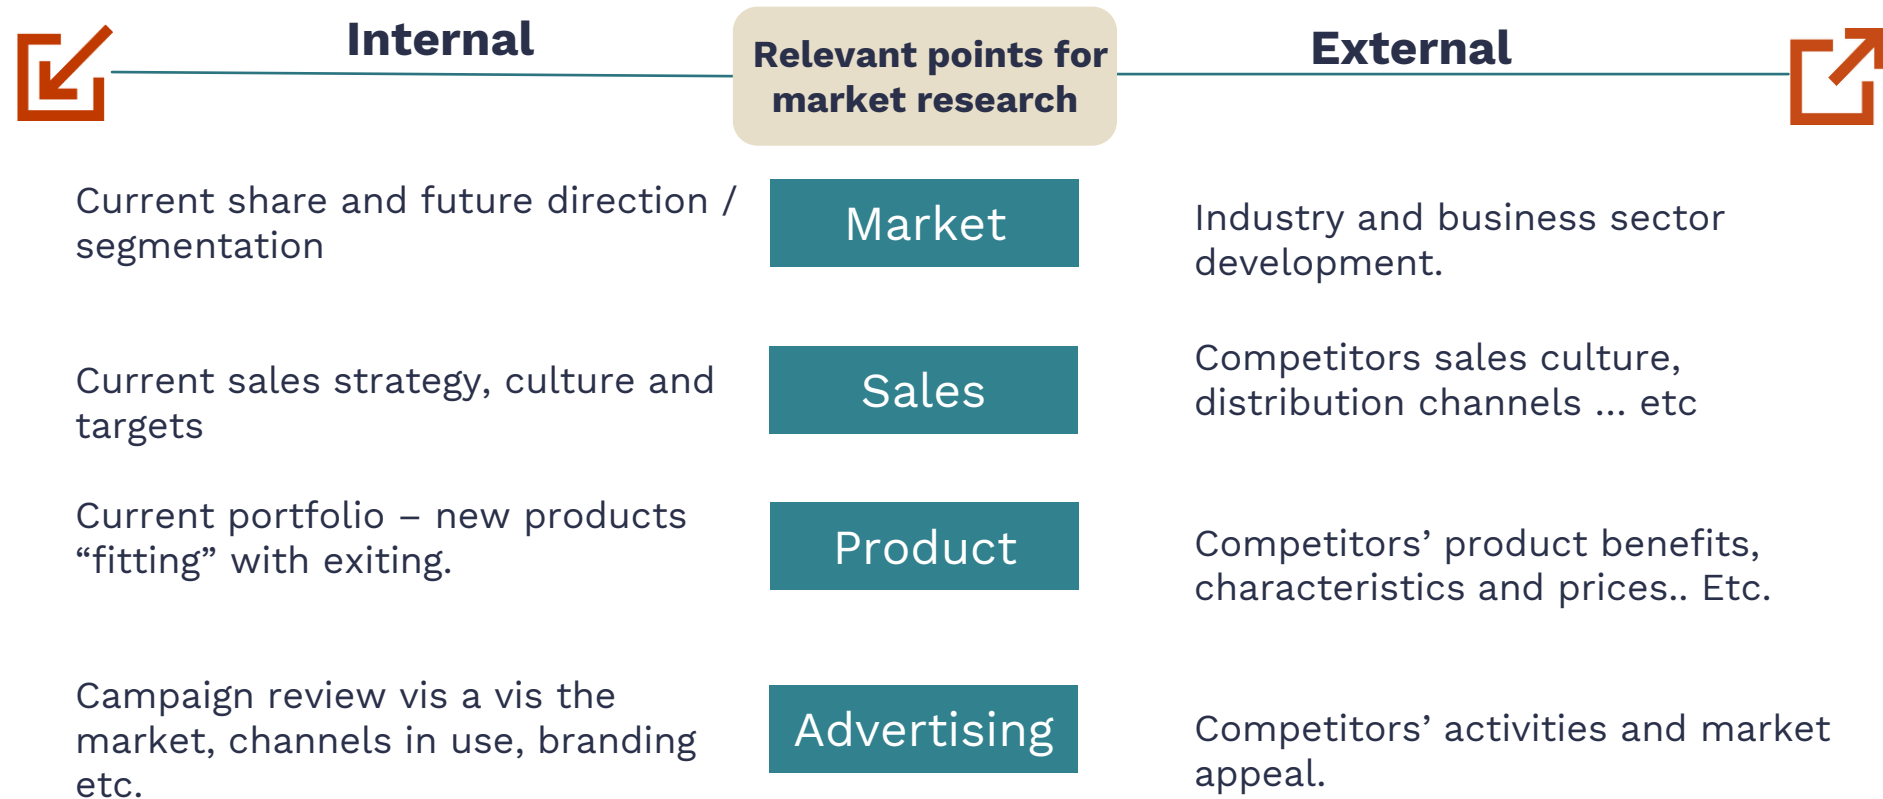 Internal
Relevant points for
market research
External
Current share and future direction /
segmentation
Market
Industry and business sector
development.
Current sales strategy, culture and
targets
Sales
Competitors sales culture,
distribution channels ... etc
Current portfolio – new products
“fitting” with exiting.
Product
Competitors’ product benefits,
characteristics and prices.. Etc.
Campaign review vis a vis the
market, channels in use, branding
etc.
Advertising
Competitors’ activities and market
appeal.